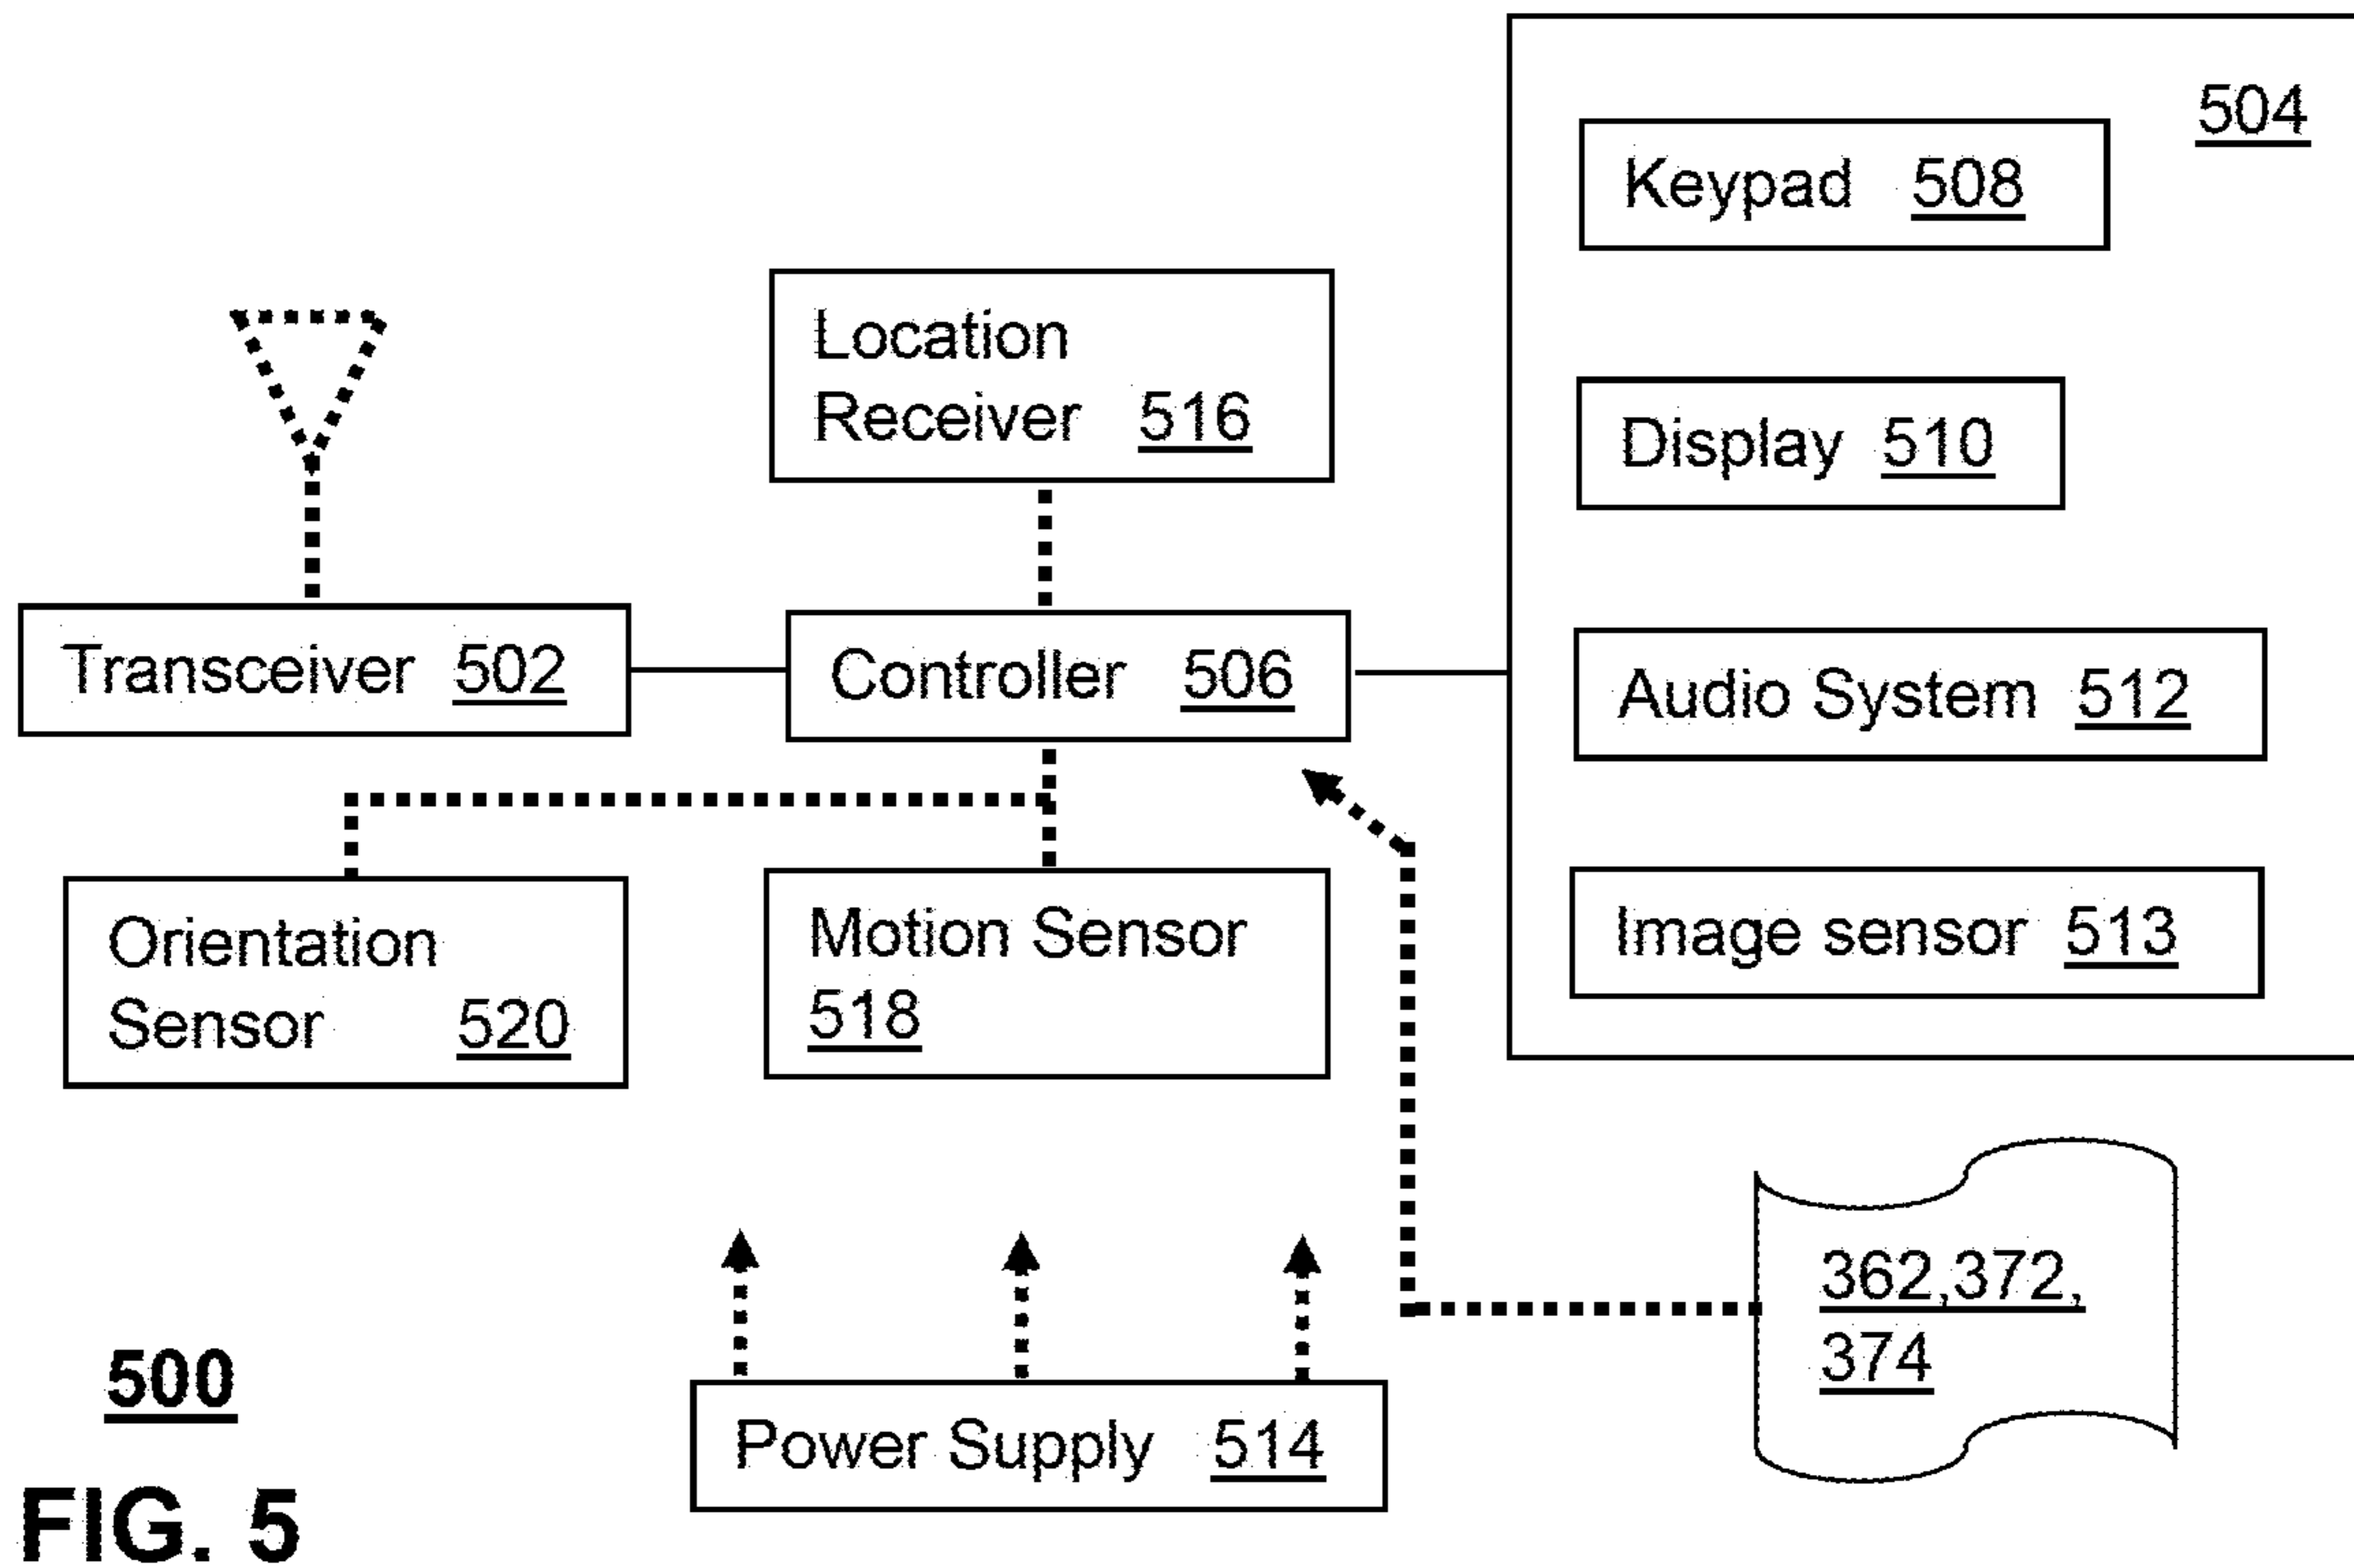 504
Keypad 508
Location
Receiver 516
Display 510
Transceiver 502
Controller 506
Audio System 512
Orientation
Sensor 520
Motion Sensor
518
Image sensor 513
362,372,
374
Power Supply 514
500
FIG. 5